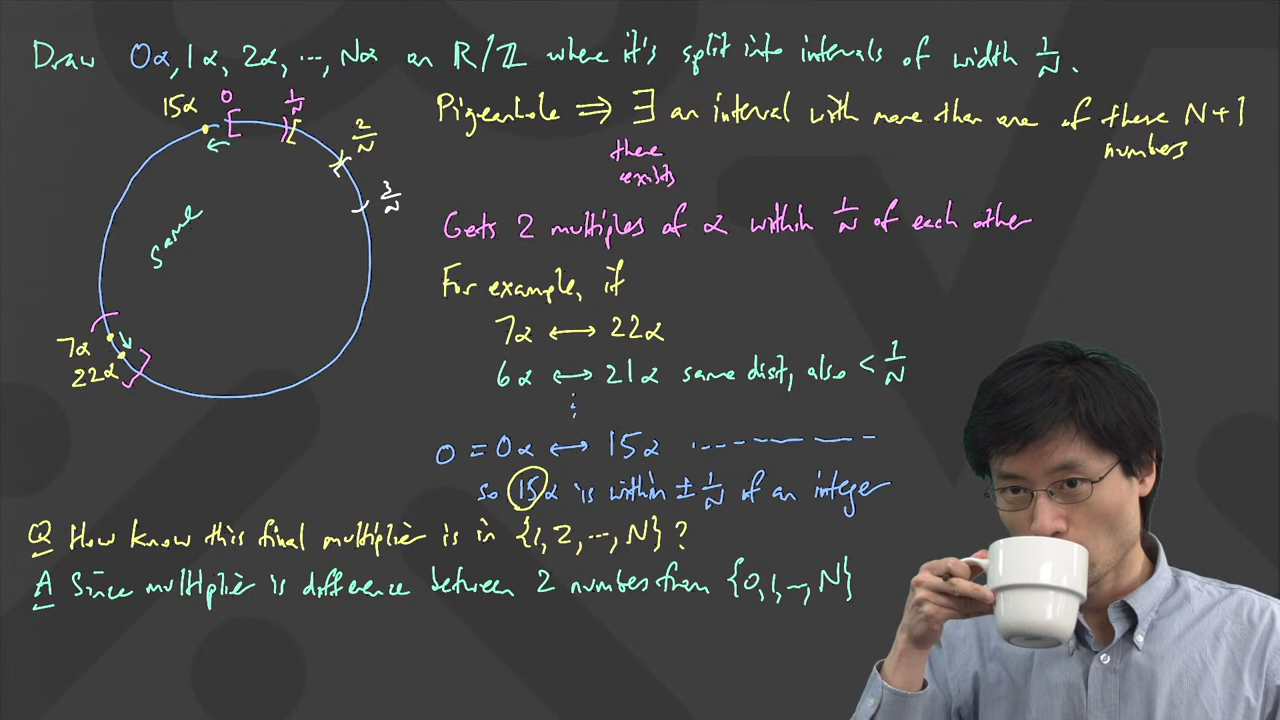 Draw 0α, 1α, 2α, ..., Nα on ℝ/ℤ where it's split into intervals of width 1/N.
15α 0 1/N
2/N
3/N
Same
7α
22α
Pigeonhole ⟹ ∃ an interval with more than one of these N+1
numbers
there
exists
Gets 2 multiples of α within 1/N of each other
For example, if
7α ⟷ 22α
6α ⟷ 21α same dist, also < 1/N
⋮
0 = 0α ⟷ 15α - - - - - -
so 15α is within ± 1/N of an integer
Q How know this final multiplier is in {1, 2, ..., N}?
A Since multiplier is difference between 2 numbers from {0, 1, ..., N}